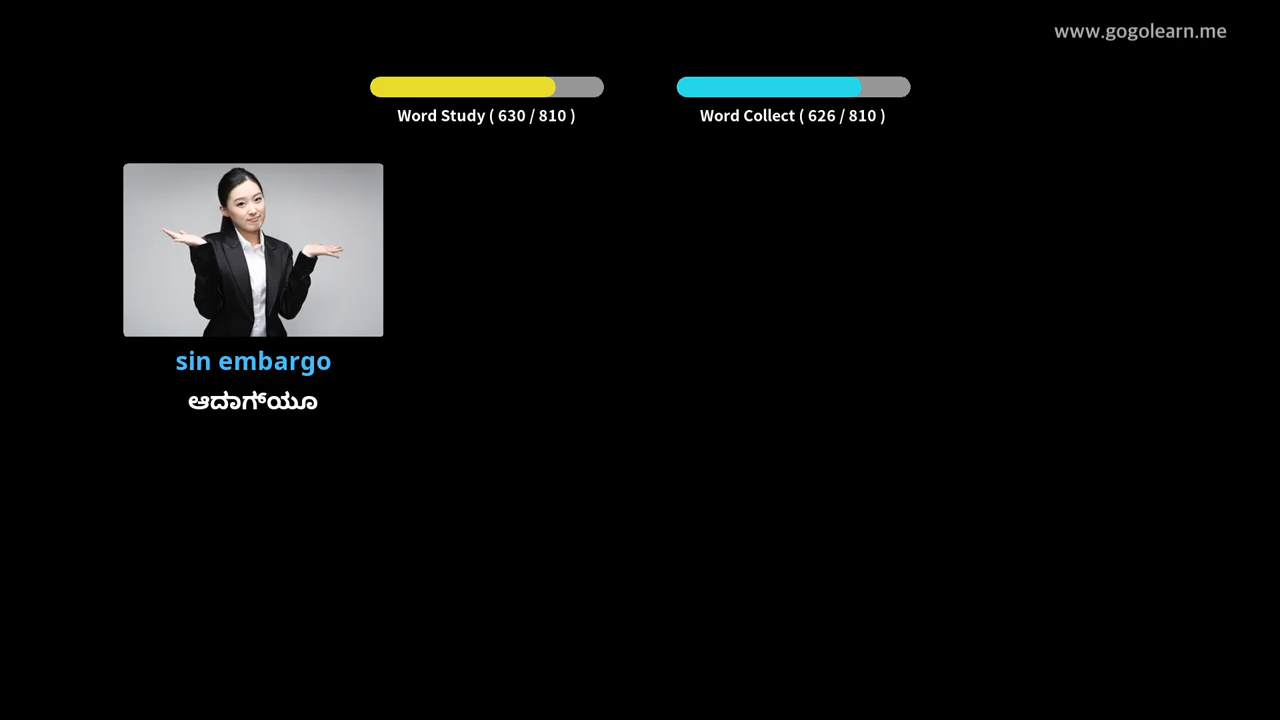 www.gogolearn.me
Word Study ( 630 / 810 )
Word Collect ( 626 / 810 )
sin embargo
ಆದಾಗ್‌ಯೂ